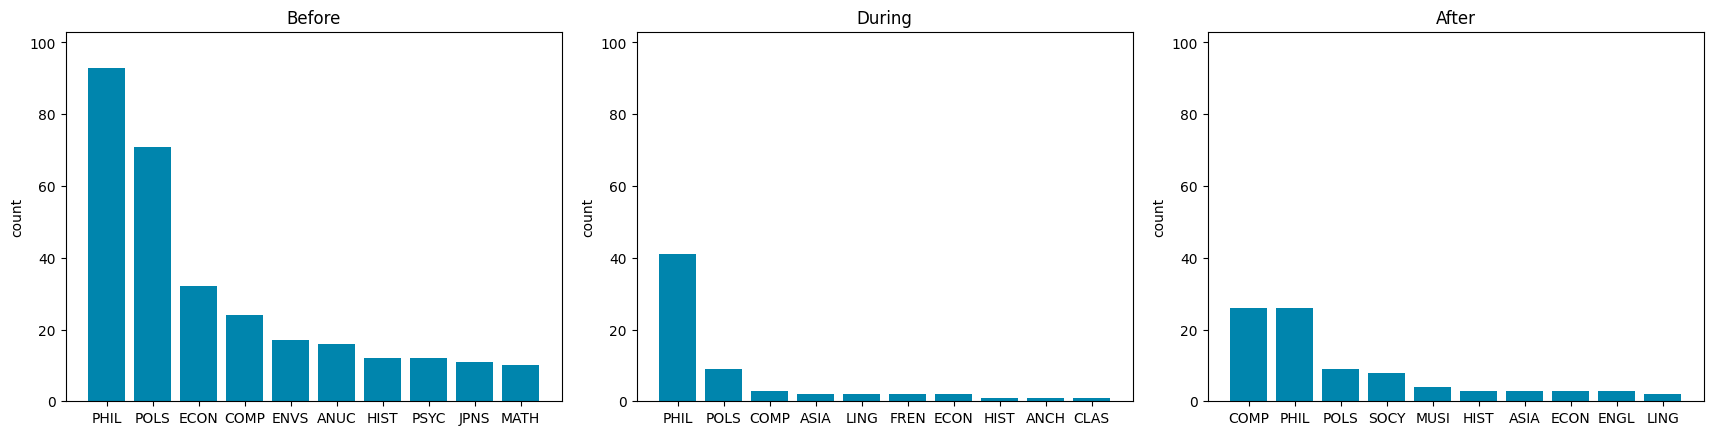 Before
100
80
60
40
20
0
count
PHIL POLS ECON COMP ENVS ANUC HIST PSYC JPNS MATH
During
100
80
60
40
20
0
count
PHIL POLS COMP ASIA LING FREN ECON HIST ANCH CLAS
After
100
80
60
40
20
0
count
COMP PHIL POLS SOCY MUSI HIST ASIA ECON ENGL LING